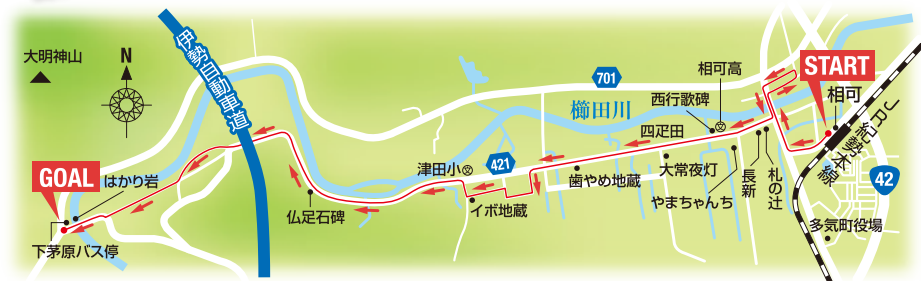 大明神山
N
伊勢自動車道
701
櫛田川
相可高
西行歌碑
START
相可
JR紀勢本線
四疋田
421
津田小
GOAL
はかり岩
歯やめ地蔵
大常夜灯
やまちゃんち
長新
札の辻
42
仏足石碑
イボ地蔵
多気町役場
下茅原バス停